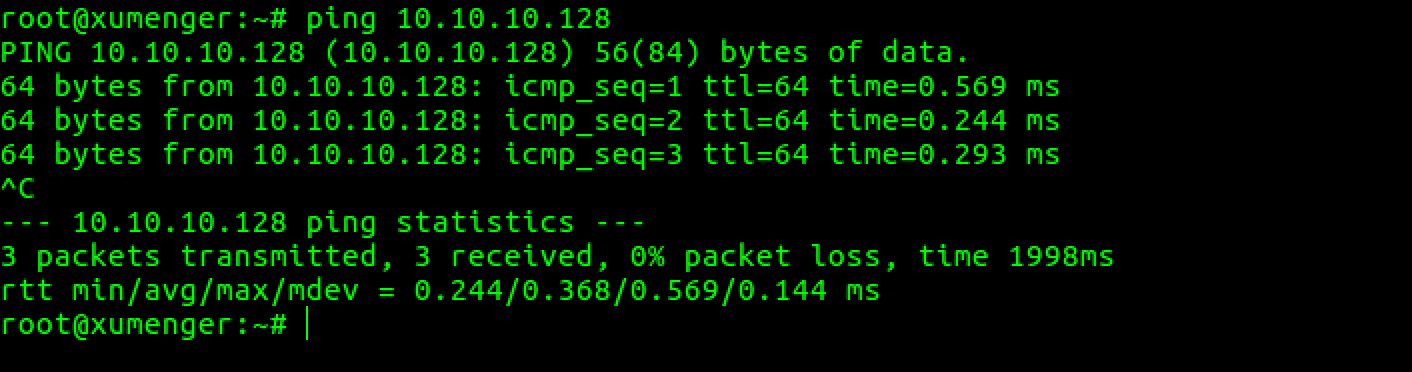 root@xumenger:~# ping 10.10.10.128
PING 10.10.10.128 (10.10.10.128) 56(84) bytes of data.
64 bytes from 10.10.10.128: icmp_seq=1 ttl=64 time=0.569 ms
64 bytes from 10.10.10.128: icmp_seq=2 ttl=64 time=0.244 ms
64 bytes from 10.10.10.128: icmp_seq=3 ttl=64 time=0.293 ms
^C
--- 10.10.10.128 ping statistics ---
3 packets transmitted, 3 received, 0% packet loss, time 1998ms
rtt min/avg/max/mdev = 0.244/0.368/0.569/0.144 ms
root@xumenger:~#